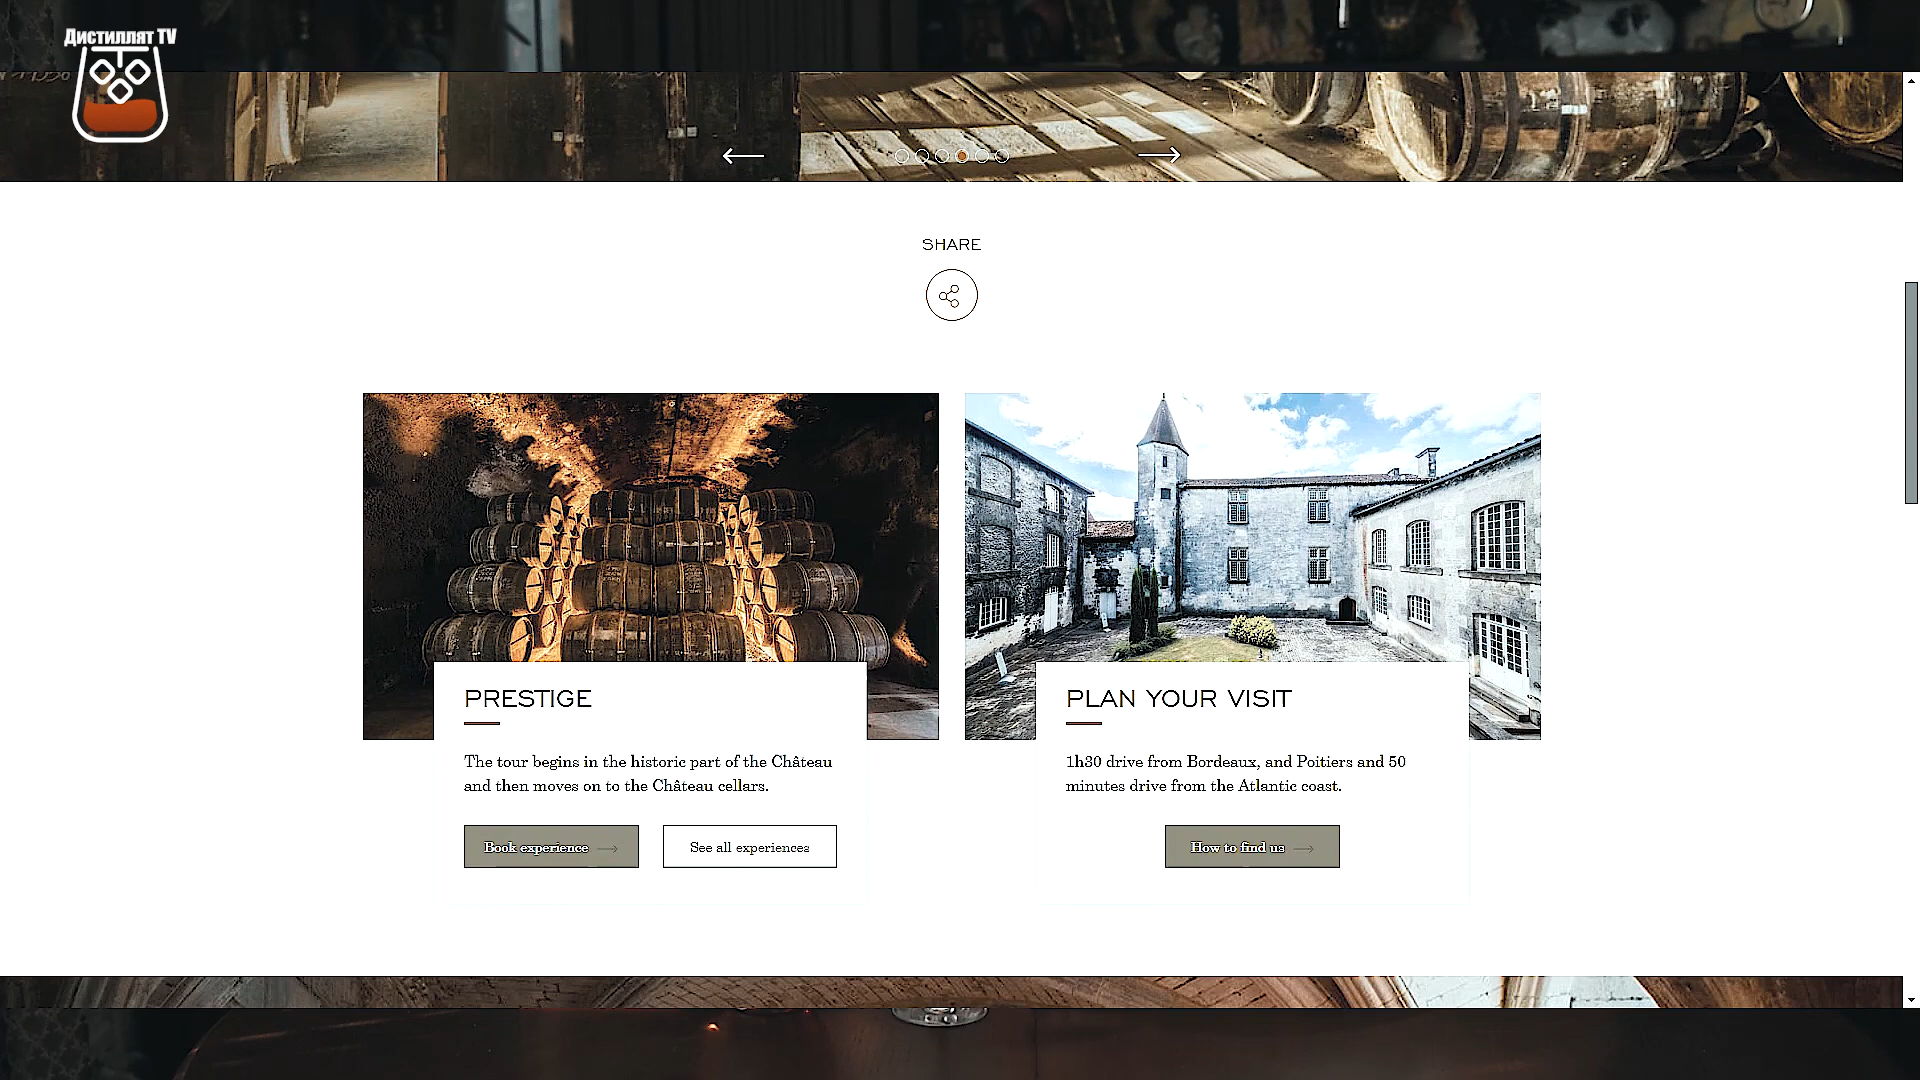 Дистиллят TV
SHARE
PRESTIGE
The tour begins in the historic part of the Château
and then moves on to the Château cellars.
Book experience
See all experiences
PLAN YOUR VISIT
1h30 drive from Bordeaux, and Poitiers and 50
minutes drive from the Atlantic coast.
How to find us